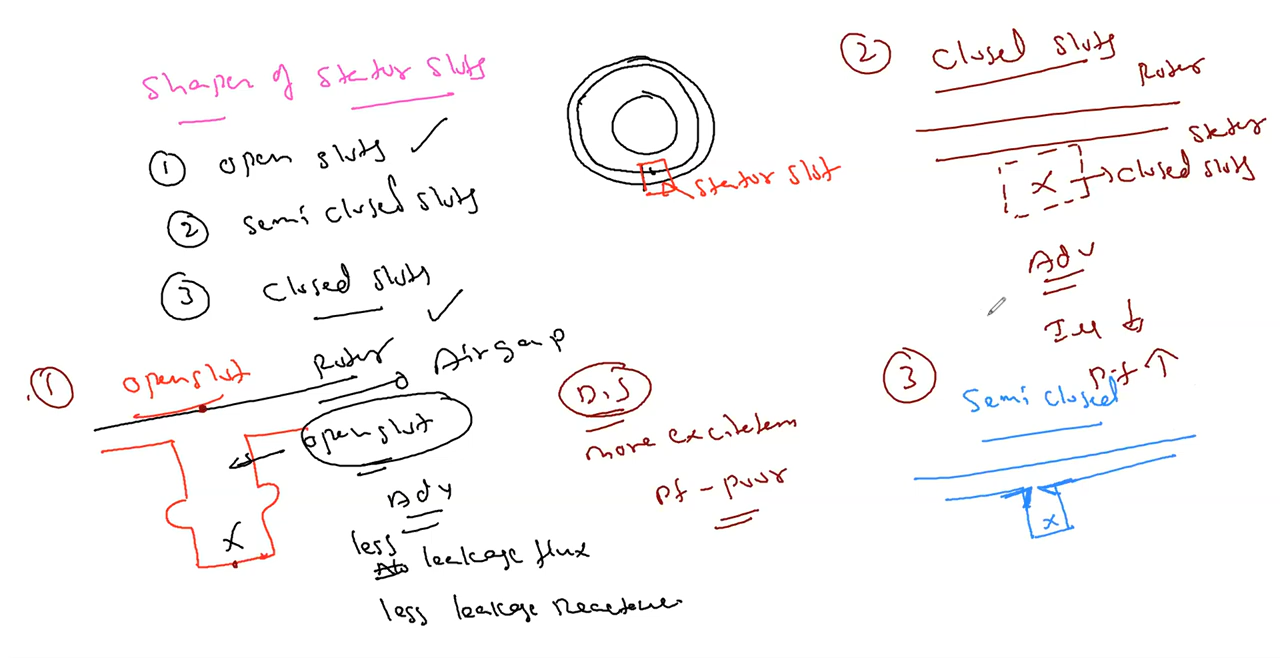 Shapes of Stator Slots
① open slots ✓
② Semi closed slots
③ Closed slots ✓
stator slot
① open slot
Rotor
Air gap
open slot
X
Adv
less leakage flux
less leakage reactance
Dis
more excitation
Pf - poor
② Closed slots
Rotor
Stator
X → closed slots
Adv
Im ↓
P.f ↑
③ Semi closed
X